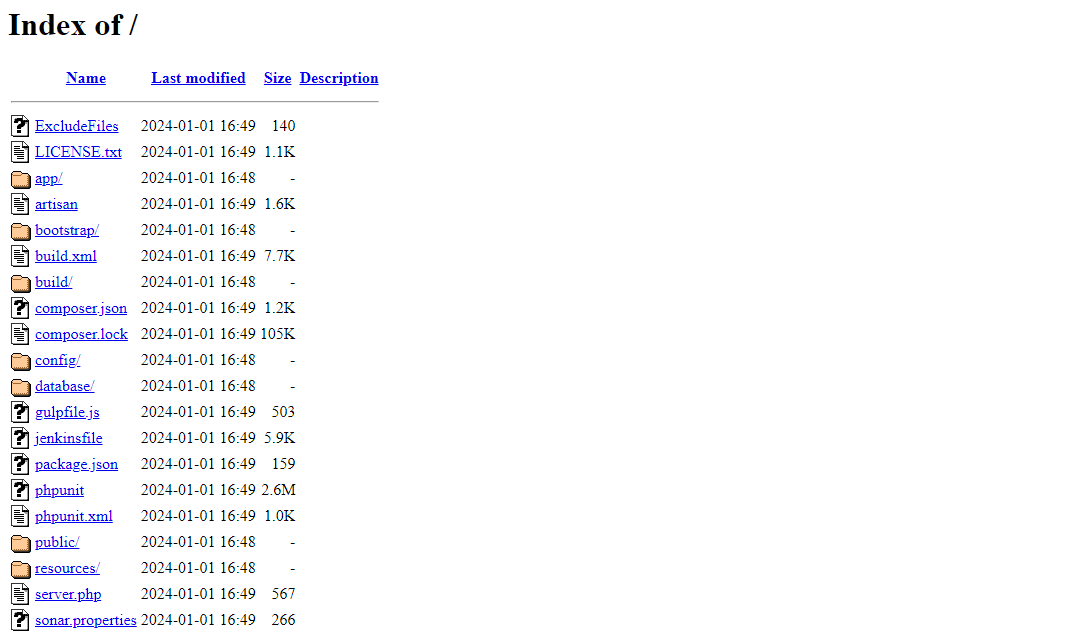 Index of /
Name Last modified Size Description
ExcludeFiles 2024-01-01 16:49 140
LICENSE.txt 2024-01-01 16:49 1.1K
app/ 2024-01-01 16:48 -
artisan 2024-01-01 16:49 1.6K
bootstrap/ 2024-01-01 16:48 -
build.xml 2024-01-01 16:49 7.7K
build/ 2024-01-01 16:48 -
composer.json 2024-01-01 16:49 1.2K
composer.lock 2024-01-01 16:49 105K
config/ 2024-01-01 16:48 -
database/ 2024-01-01 16:48 -
gulpfile.js 2024-01-01 16:49 503
jenkinsfile 2024-01-01 16:49 5.9K
package.json 2024-01-01 16:49 159
phpunit 2024-01-01 16:49 2.6M
phpunit.xml 2024-01-01 16:49 1.0K
public/ 2024-01-01 16:48 -
resources/ 2024-01-01 16:48 -
server.php 2024-01-01 16:49 567
sonar.properties 2024-01-01 16:49 266